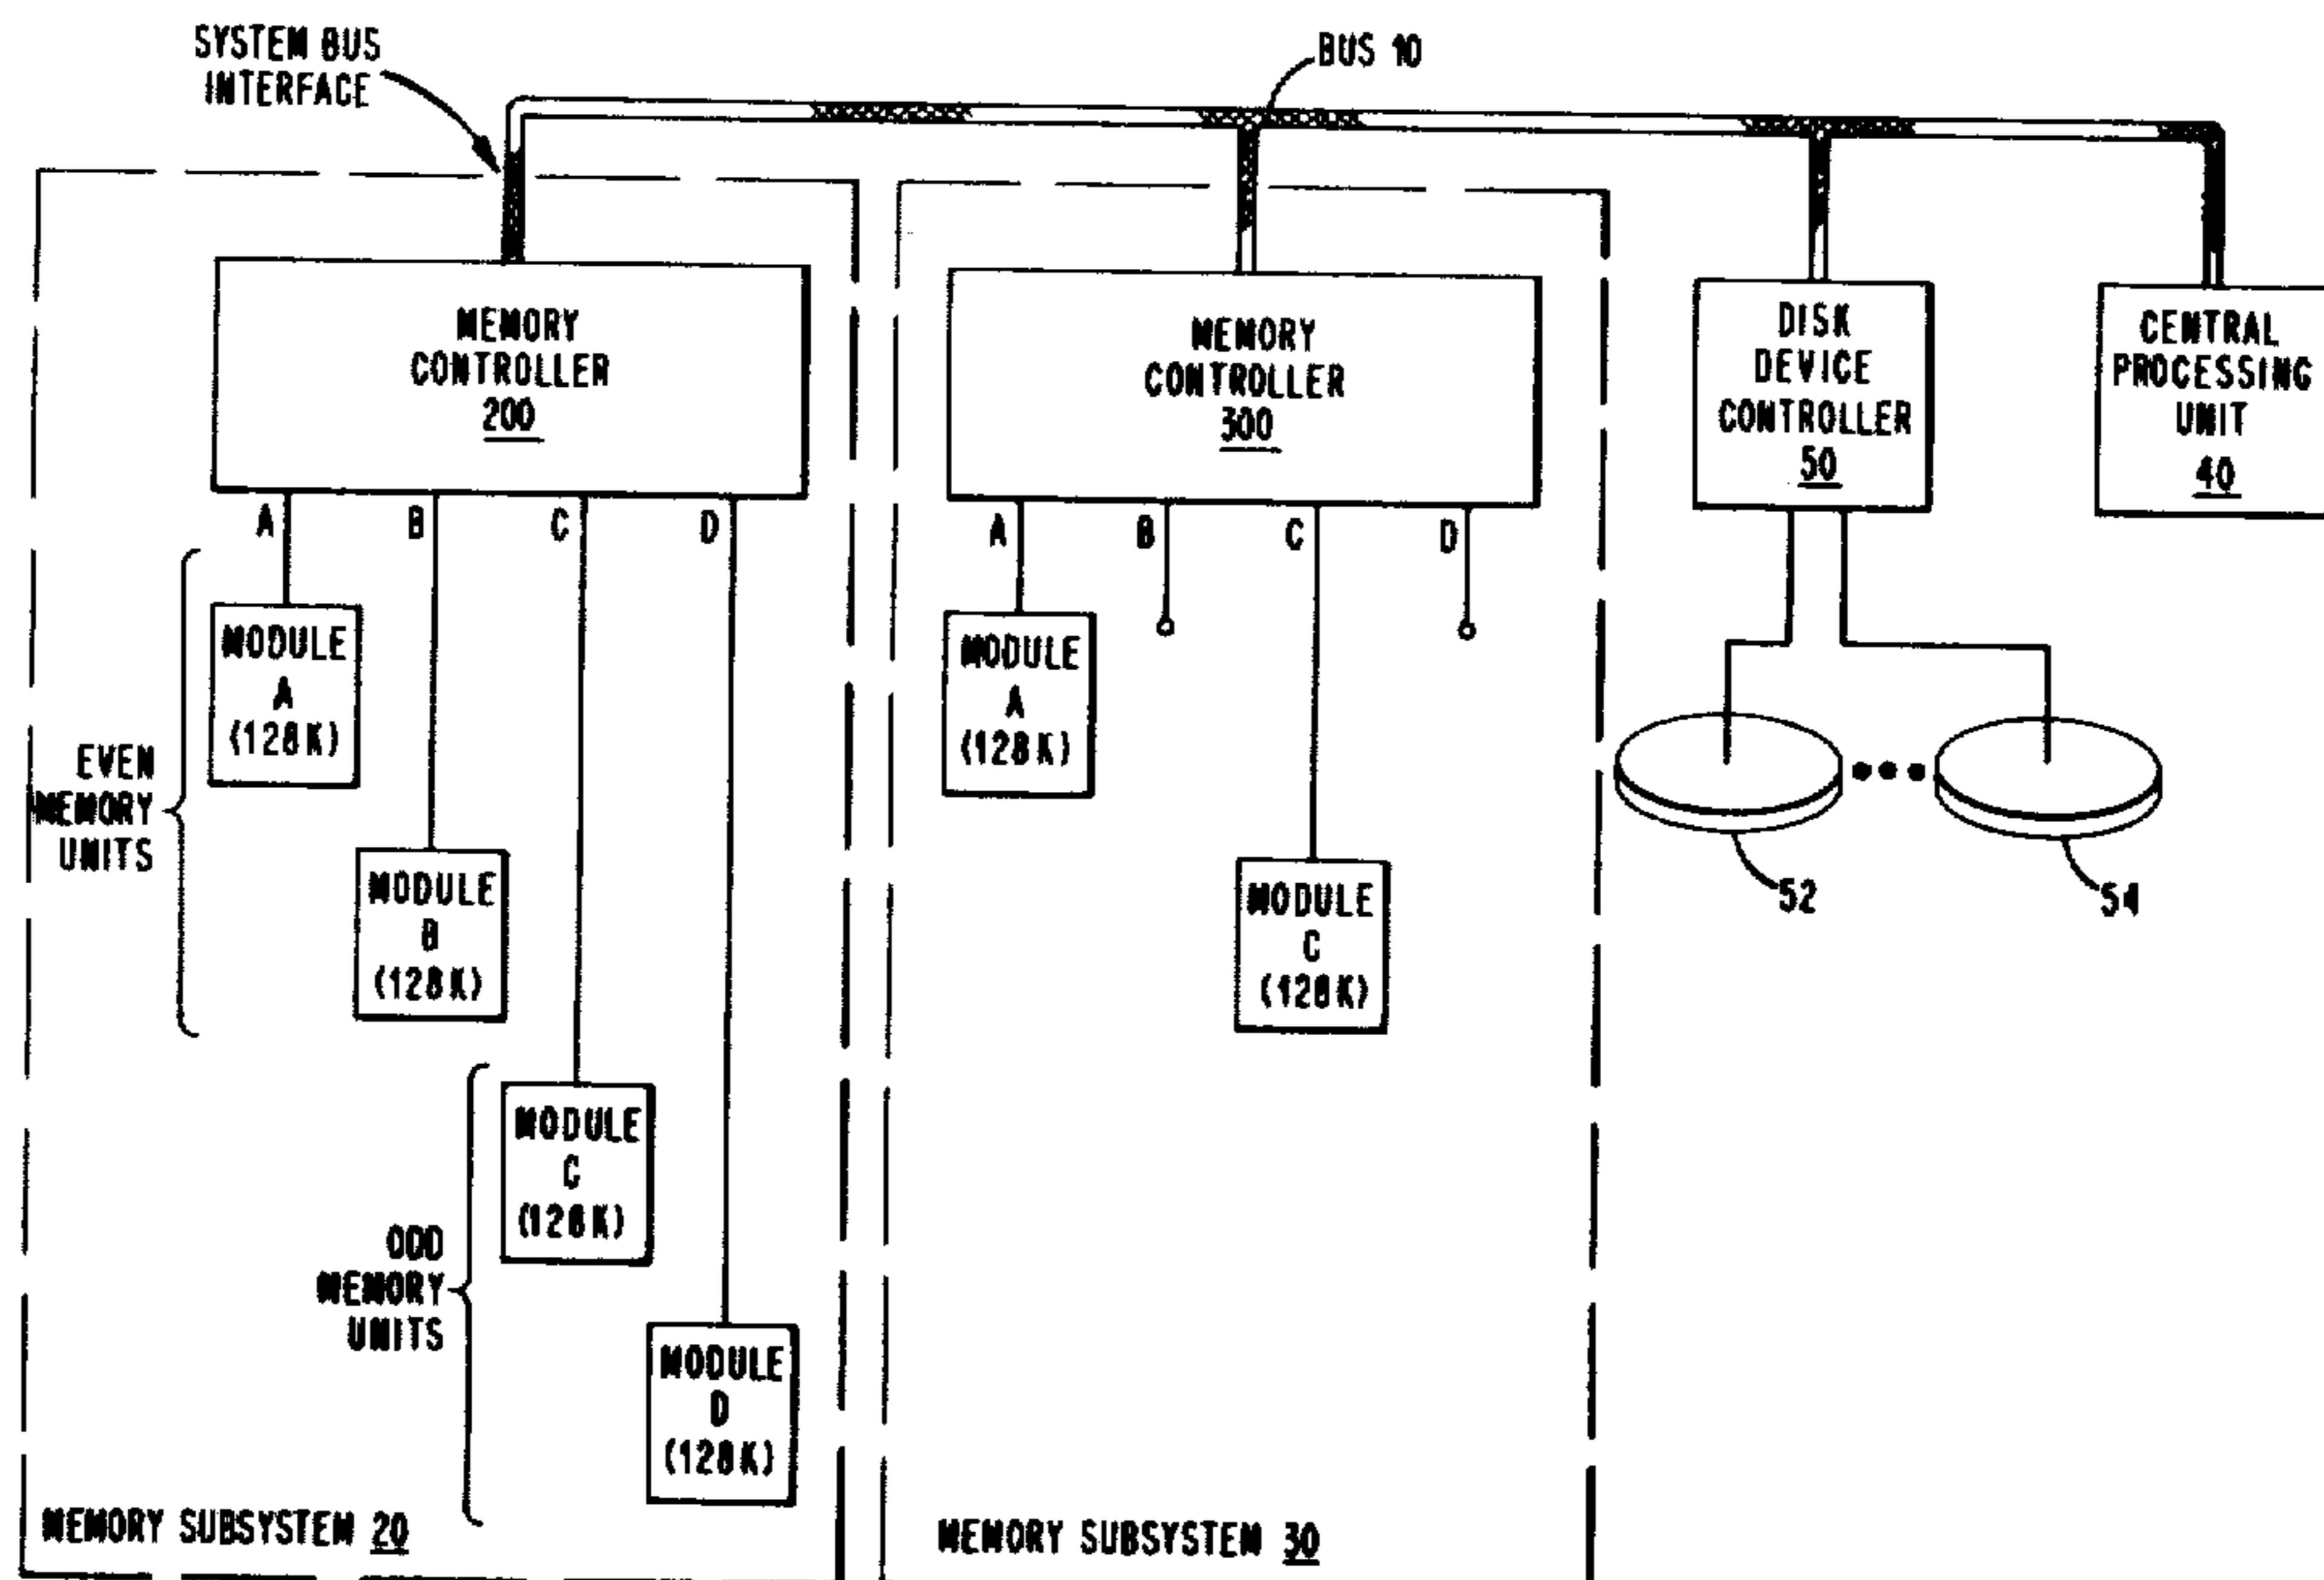 SYSTEM BUS
INTERFACE
BUS 10
MEMORY
CONTROLLER
200
MEMORY
CONTROLLER
300
DISK
DEVICE
CONTROLLER
50
CENTRAL
PROCESSING
UNIT
40
A
B
C
D
A
B
C
D
EVEN
MEMORY
UNITS
MODULE
A
(128K)
MODULE
B
(128K)
ODD
MEMORY
UNITS
MODULE
C
(128K)
MODULE
D
(128K)
MODULE
A
(128K)
MODULE
C
(128K)
52
54
MEMORY SUBSYSTEM 20
MEMORY SUBSYSTEM 30